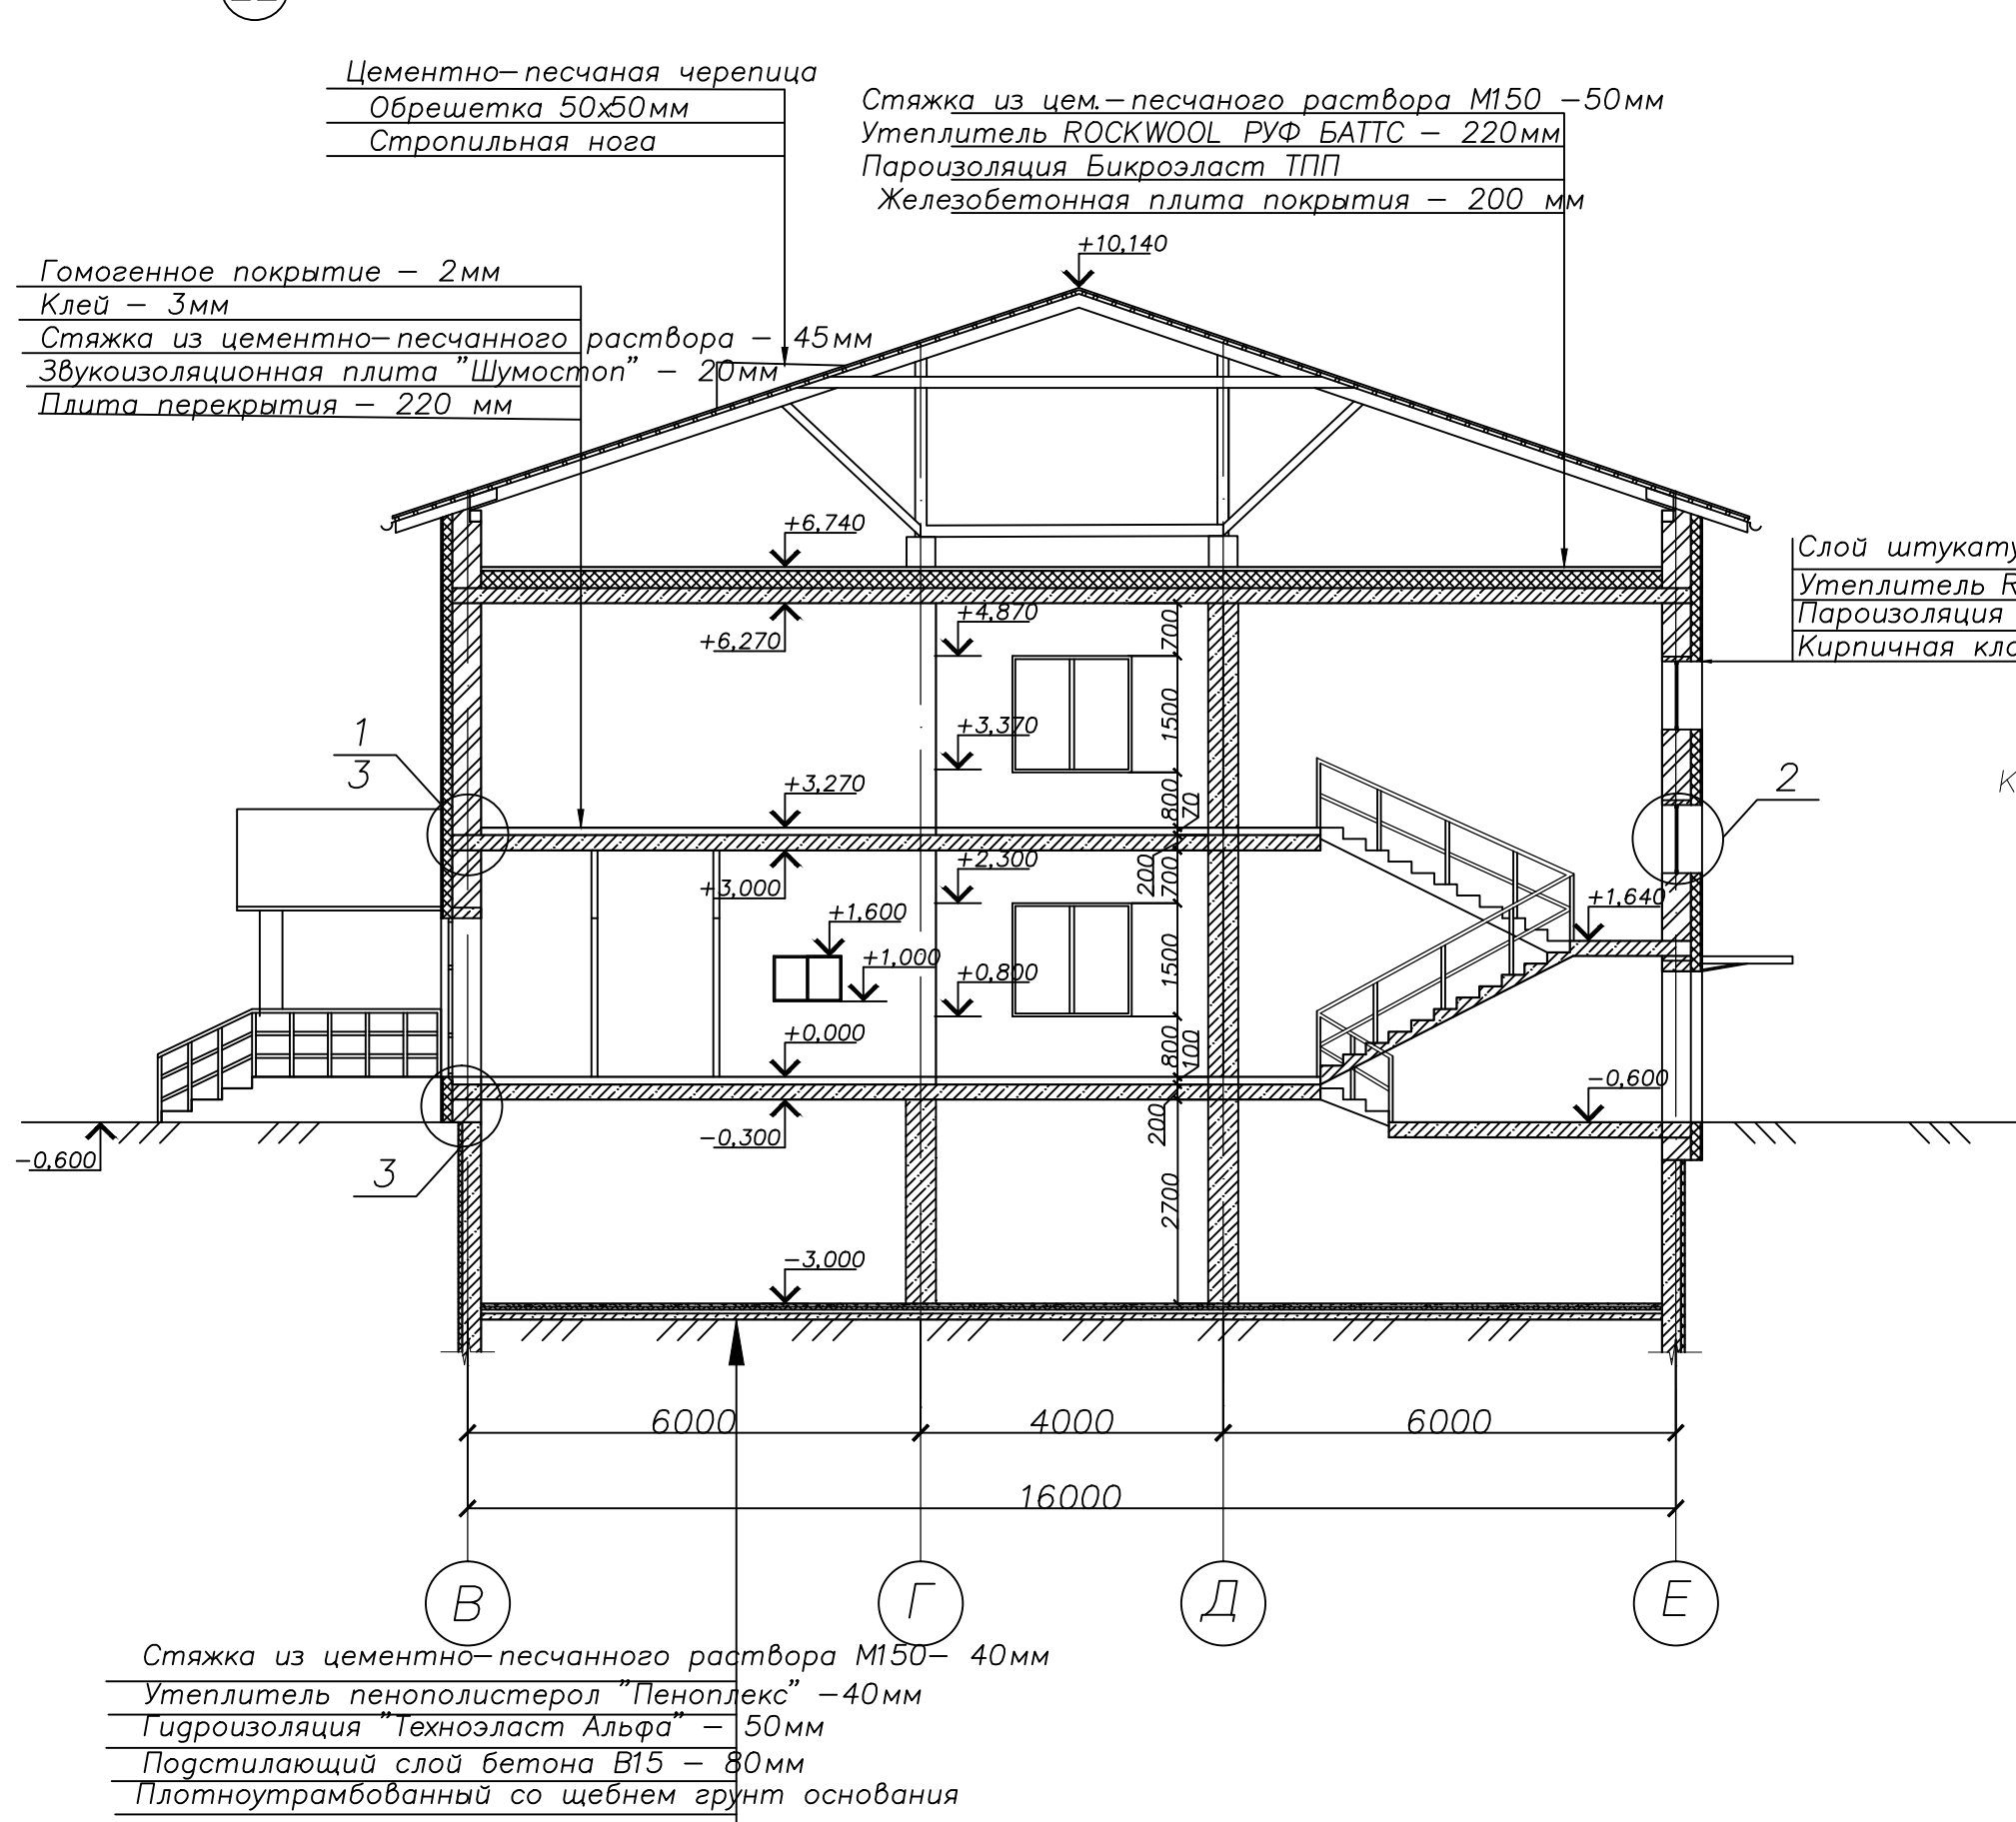 Цементно-песчаная черепица
Обрешетка 50х50мм
Стропильная нога
Стяжка из цем.-песчаного раствора М150 -50мм
Утеплитель ROCKWOOL РУФ БАТТС - 220мм
Пароизоляция Бикроэласт ТПП
Железобетонная плита покрытия - 200 мм
+10,140
Гомогенное покрытие - 2мм
Клей - 3мм
Стяжка из цементно-песчанного раствора - 45мм
Звукоизоляционная плита "Шумостоп" - 20мм
Плита перекрытия - 220 мм
+6,740
Слой
Утеплитель
Пароизоляция
Кирпичная
+6,270
+4,870
700
1500
+3,370
1
3
+3,270
800
70
2
+3,000
+2,300
200
700
+1,600
+1,000
+0,800
1500
+1,640
+0,000
800
100
-0,600
-0,300
200
-0,600
3
2700
-3,000
6000
4000
6000
16000
В
Г
Д
Е
Стяжка из цементно-песчанного раствора М150- 40мм
Утеплитель пенополистерол "Пеноплекс" -40мм
Гидроизоляция "Техноэласт Альфа" - 50мм
Подстилающий слой бетона В15 - 80мм
Плотноутрамбованный со щебнем грунт основания